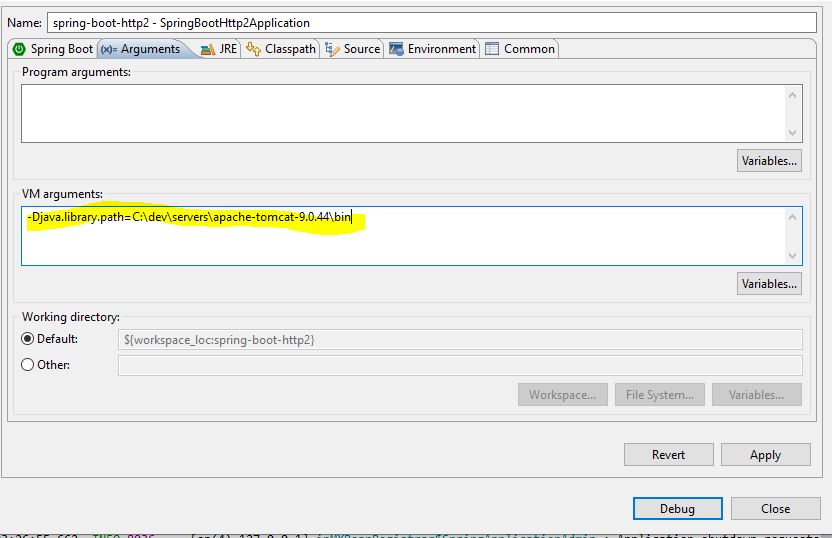 Name: spring-boot-http2 - SpringBootHttp2Application
Spring Boot (x)= Arguments JRE Classpath Source Environment Common
Program arguments:
Variables...
VM arguments:
-Djava.library.path=C:\dev\servers\apache-tomcat-9.0.44\bin
Variables...
Working directory:
Default: ${workspace_loc:spring-boot-http2}
Other:
Workspace... File System... Variables...
Revert Apply
Debug Close